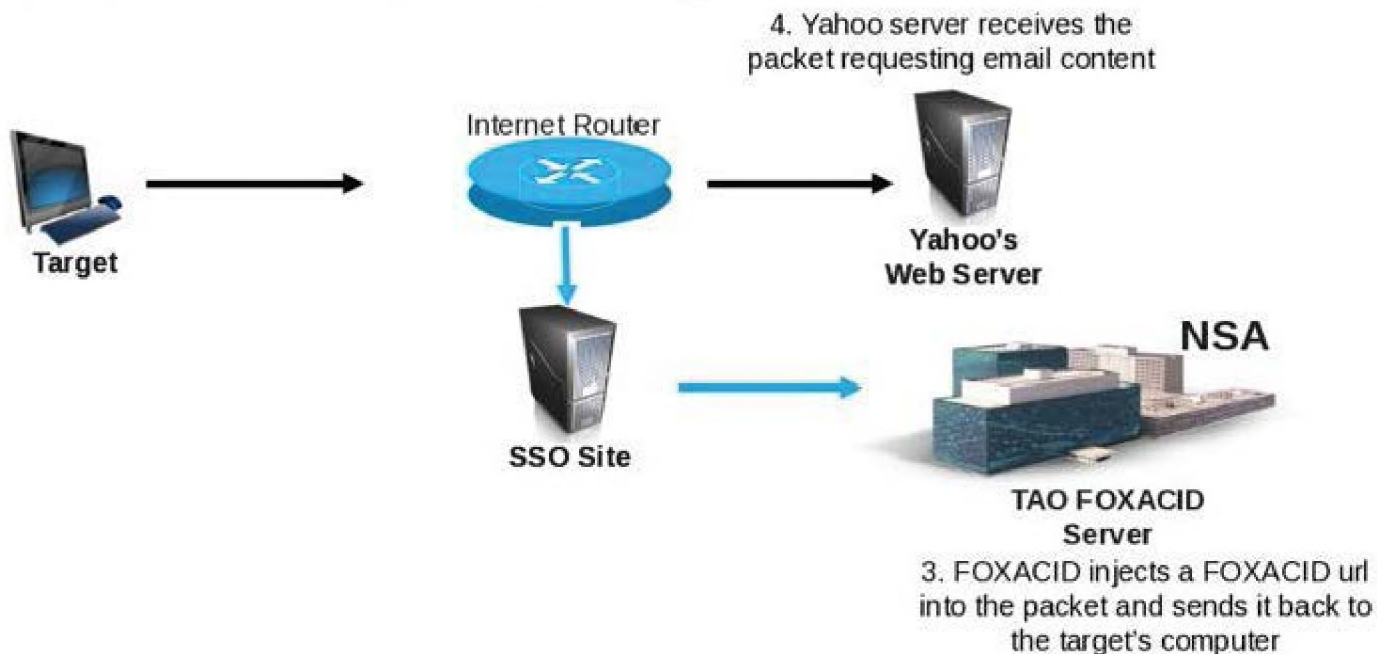 4. Yahoo server receives the
packet requesting email content
Internet Router
Target
Yahoo's
Web Server
SSO Site
NSA
TAO FOXACID
Server
3. FOXACID injects a FOXACID url
into the packet and sends it back to
the target's computer